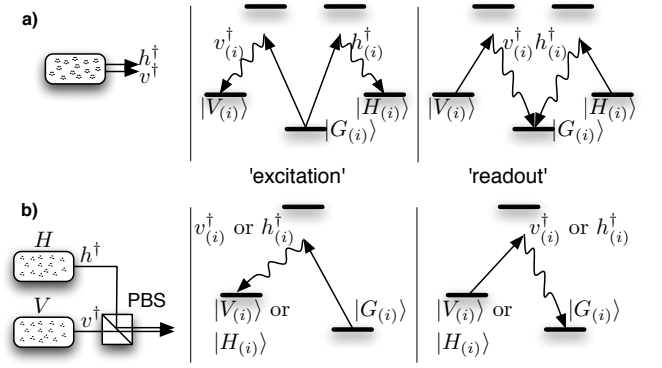 a)
h† v†
v†(i) h†(i)
|V(i)⟩ |G(i)⟩ |H(i)⟩
v†(i) h†(i)
|V(i)⟩ |G(i)⟩ |H(i)⟩
'excitation' 'readout'
b)
H h†
V v† PBS
v†(i) or h†(i)
|V(i)⟩ or |G(i)⟩
|H(i)⟩
v†(i) or h†(i)
|V(i)⟩ or |G(i)⟩
|H(i)⟩